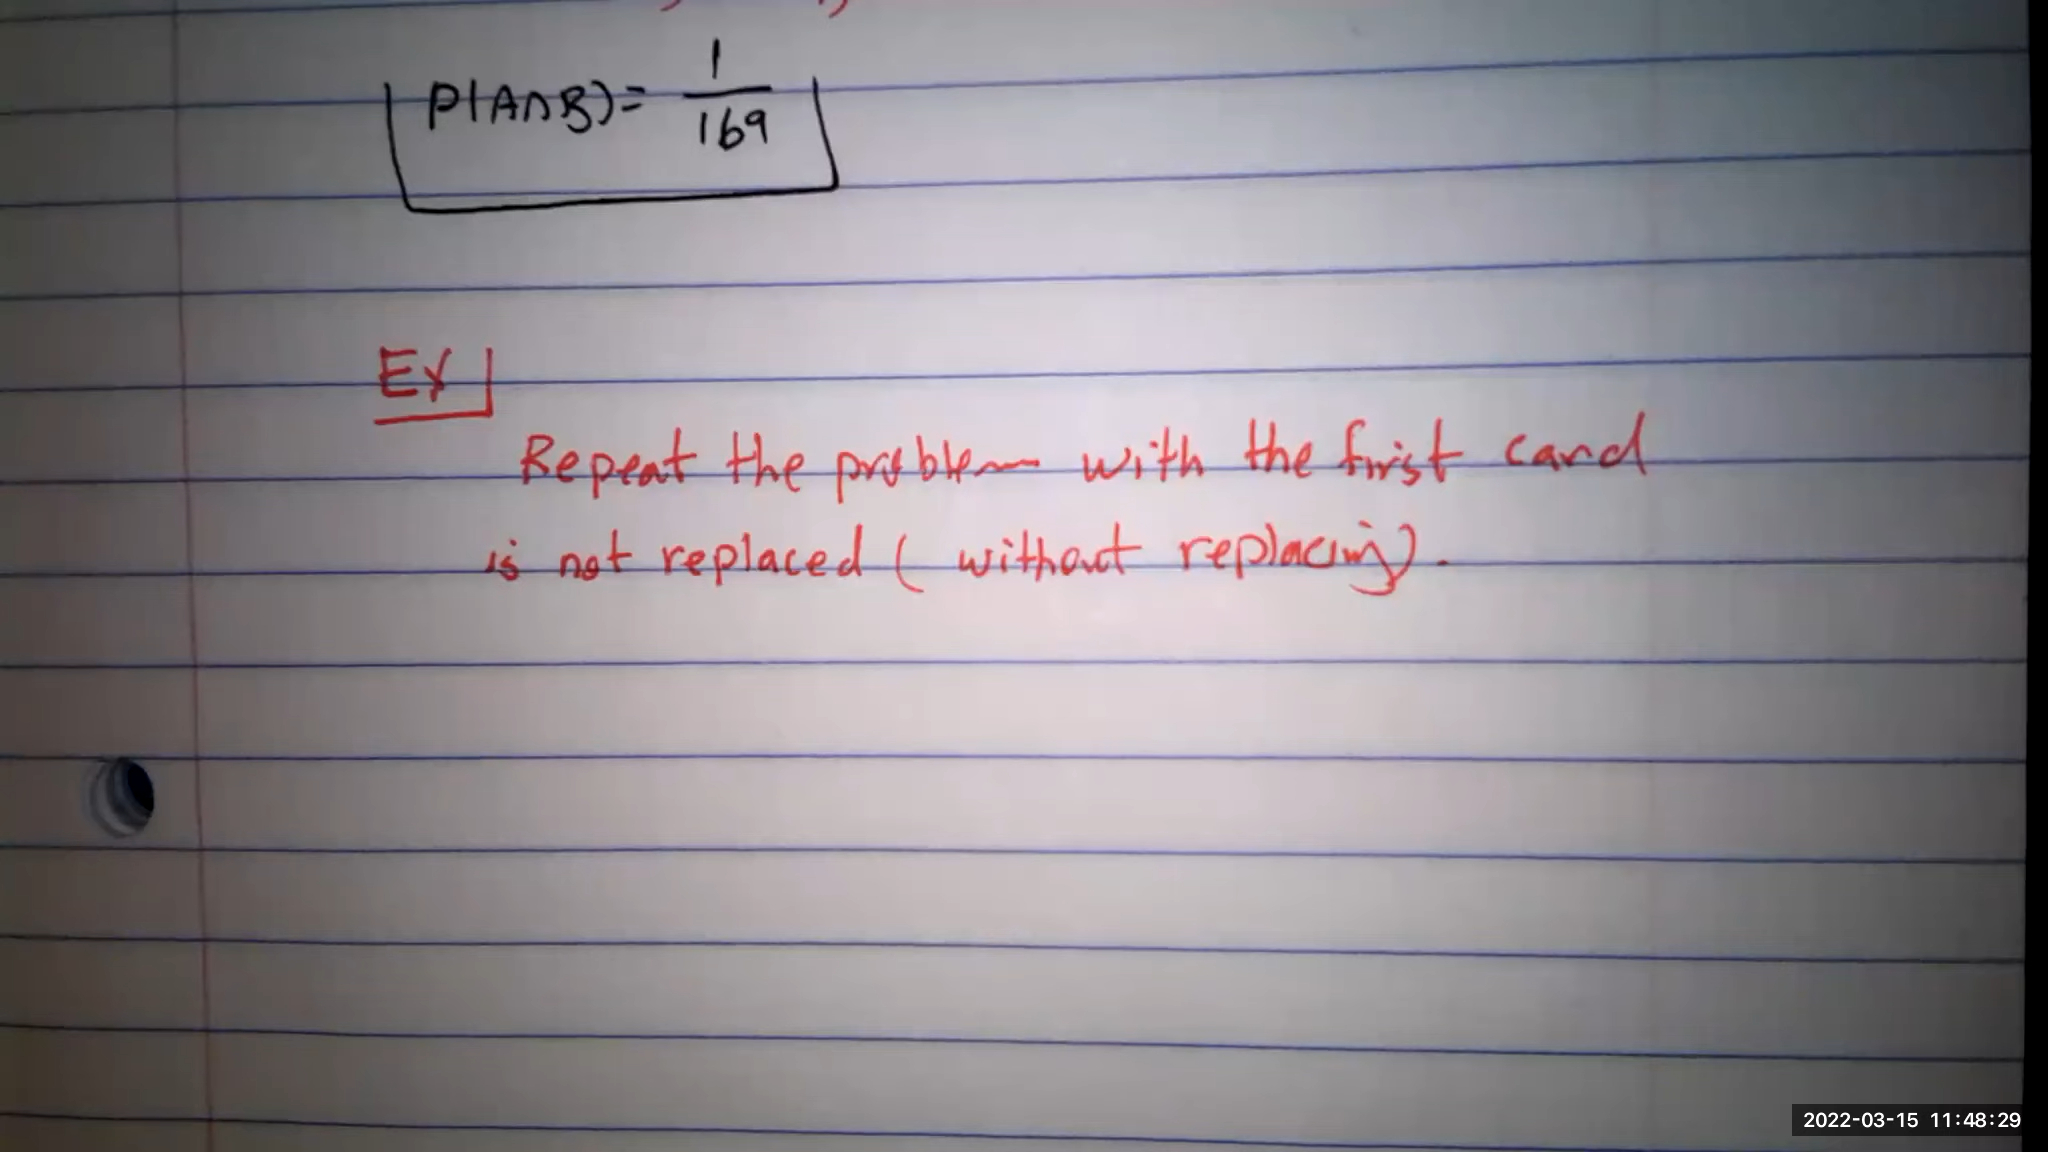 P(A∩B) = 1/169
Ex
Repeat the problem with the first card
is not replaced ( without replacing).
2022-03-15 11:48:29